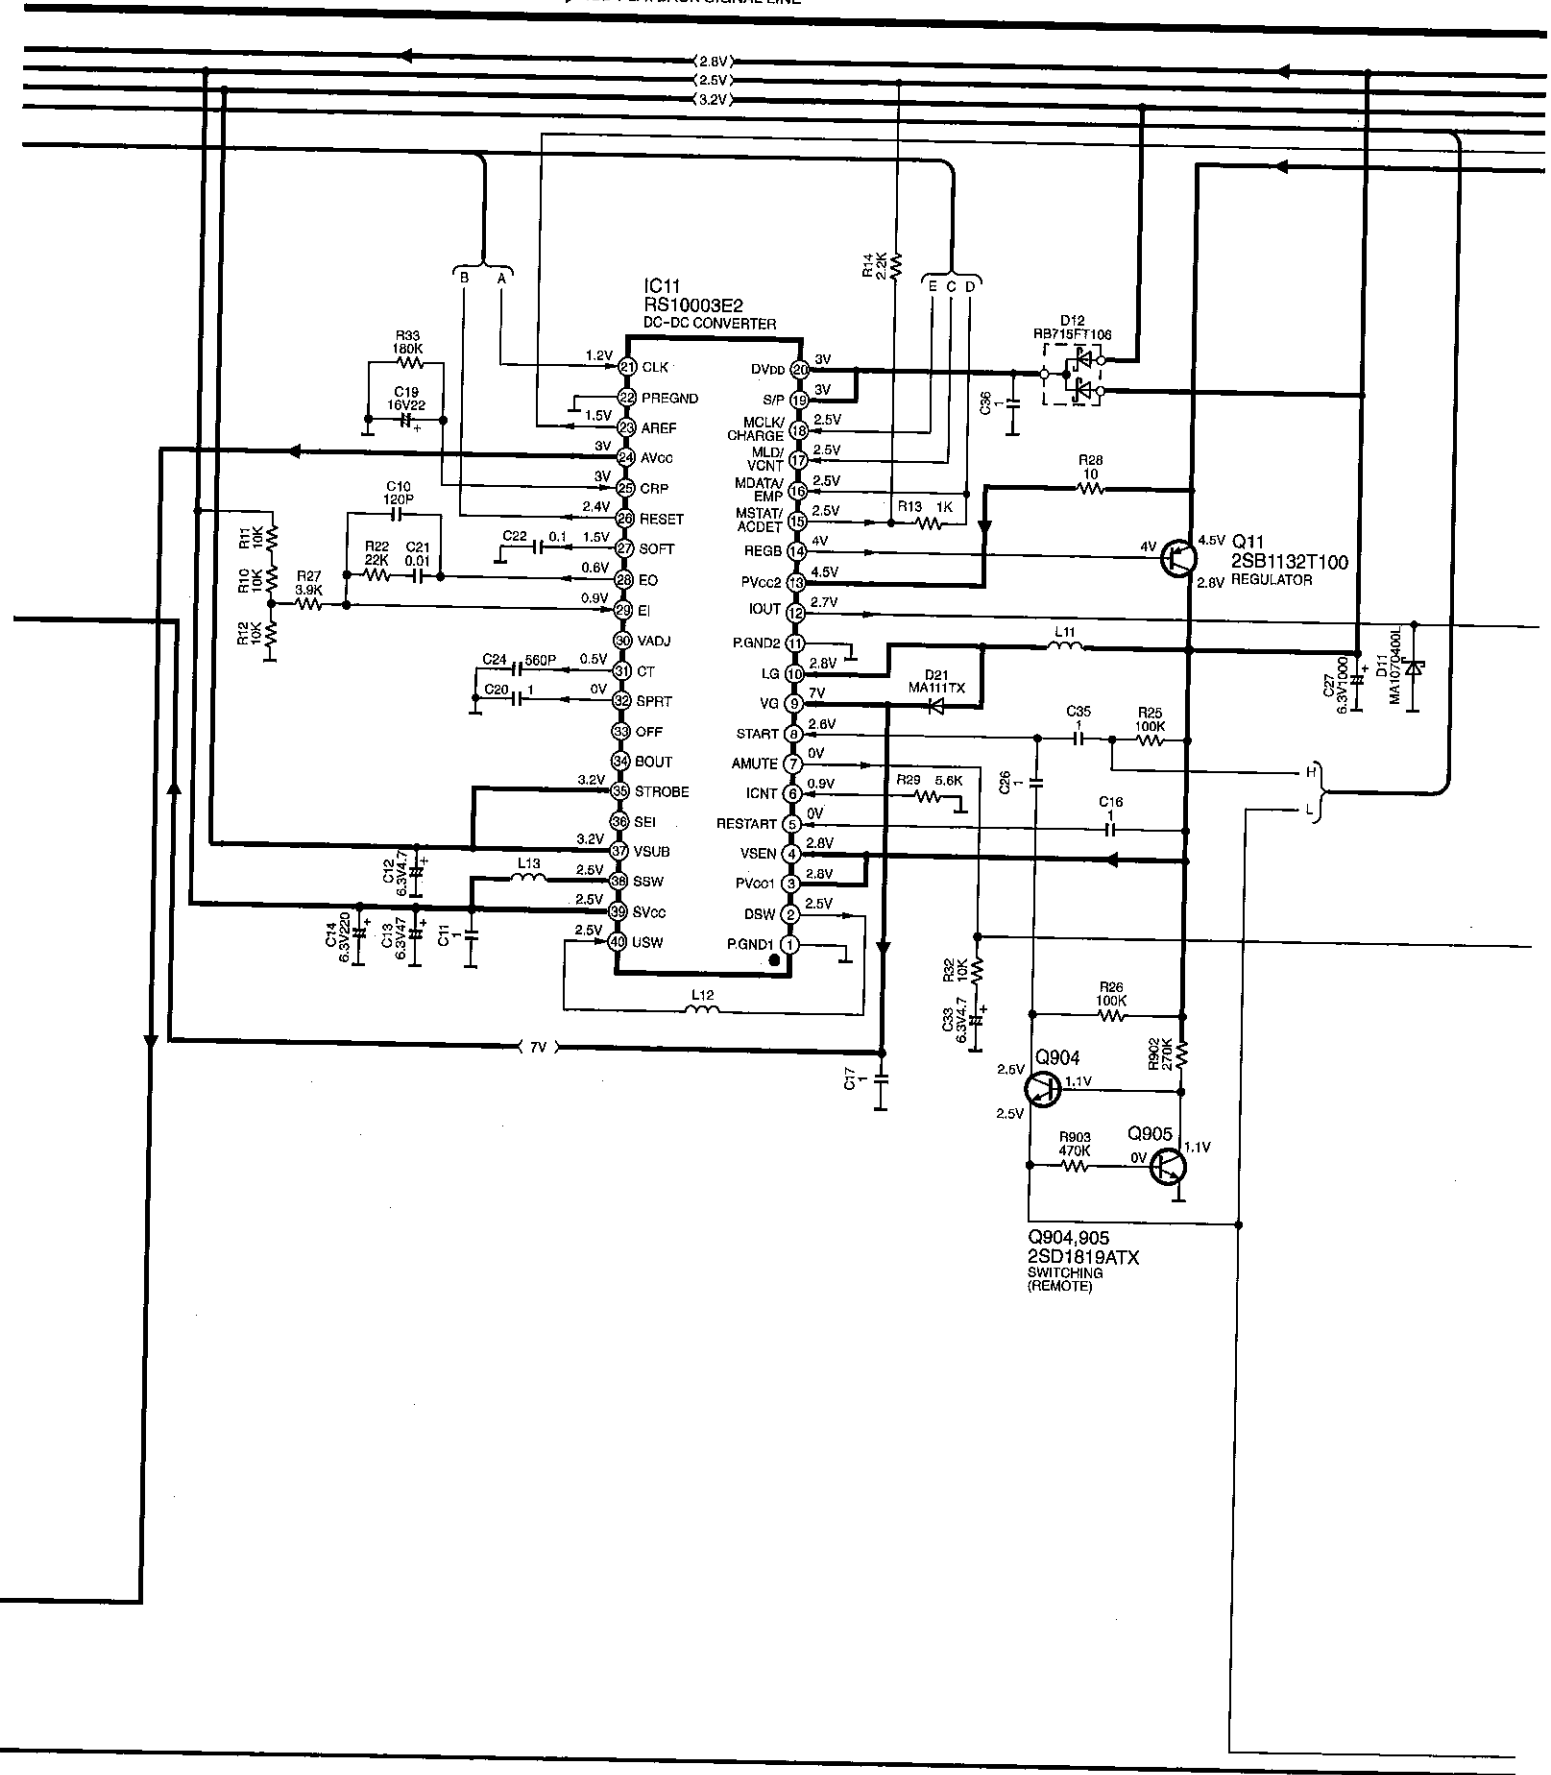 (2.8V)
(2.5V)
(3.2V)
B A
R14
2.2K
E C D
IC11
RS10003E2
DC-DC CONVERTER
D12
RB715FT106
R33
180K
C19
16V22
+
C36
1
1.2V 21 CLK
22 PREGND
1.5V 23 AREF
3V 24 AVCC
3V 25 CRP
2.4V 26 RESET
C22 0.1 1.5V 27 SOFT
0.6V 28 EO
0.9V 29 EI
30 VADJ
C24 560P 0.5V 31 CT
C20 1 0V 32 SPRT
33 OFF
34 BOUT
3.2V 35 STROBE
36 SEI
3.2V 37 VSUB
2.5V 38 SSW
2.5V 39 SVCC
2.5V 40 USW
DVDD 20 3V
S/P 19 3V
MCLK/
CHARGE 18 2.5V
MLD/
VCNT 17 2.5V
MDATA/
EMP 16 2.5V
MSTAT/
ACDET 15 2.5V
REGB 14 4V
PVCC2 13 4.5V
IOUT 12 2.7V
P.GND2 11
LG 10 2.8V
VG 9 7V
START 8 2.6V
AMUTE 7 0V
ICNT 6 0.9V
RESTART 5 0V
VSEN 4 2.8V
PVCC1 3 2.8V
DSW 2 2.5V
P.GND1 1
C10
120P
R22
22K
C21
0.01
R11
10K
R10
10K
R12
10K
R27
3.9K
R13 1K
R28
10
4V
4.5V
2.8V
Q11
2SB1132T100
REGULATOR
L11
D21
MA111TX
C27
6.3V1000
+
D11
MA1070400L
C35
1
R25
100K
C26
1
R29 5.6K
C16
1
H
L
C12
6.3V4.7
+
L13
C14
6.3V220
+
C13
6.3V47
+
C11
1
L12
R32
10K
C33
6.3V4.7
+
R26
100K
R902
270K
(7V)
C17
1
Q904
2.5V
1.1V
2.5V
R903
470K
Q905
0V
1.1V
Q904,905
2SD1819ATX
SWITCHING
(REMOTE)